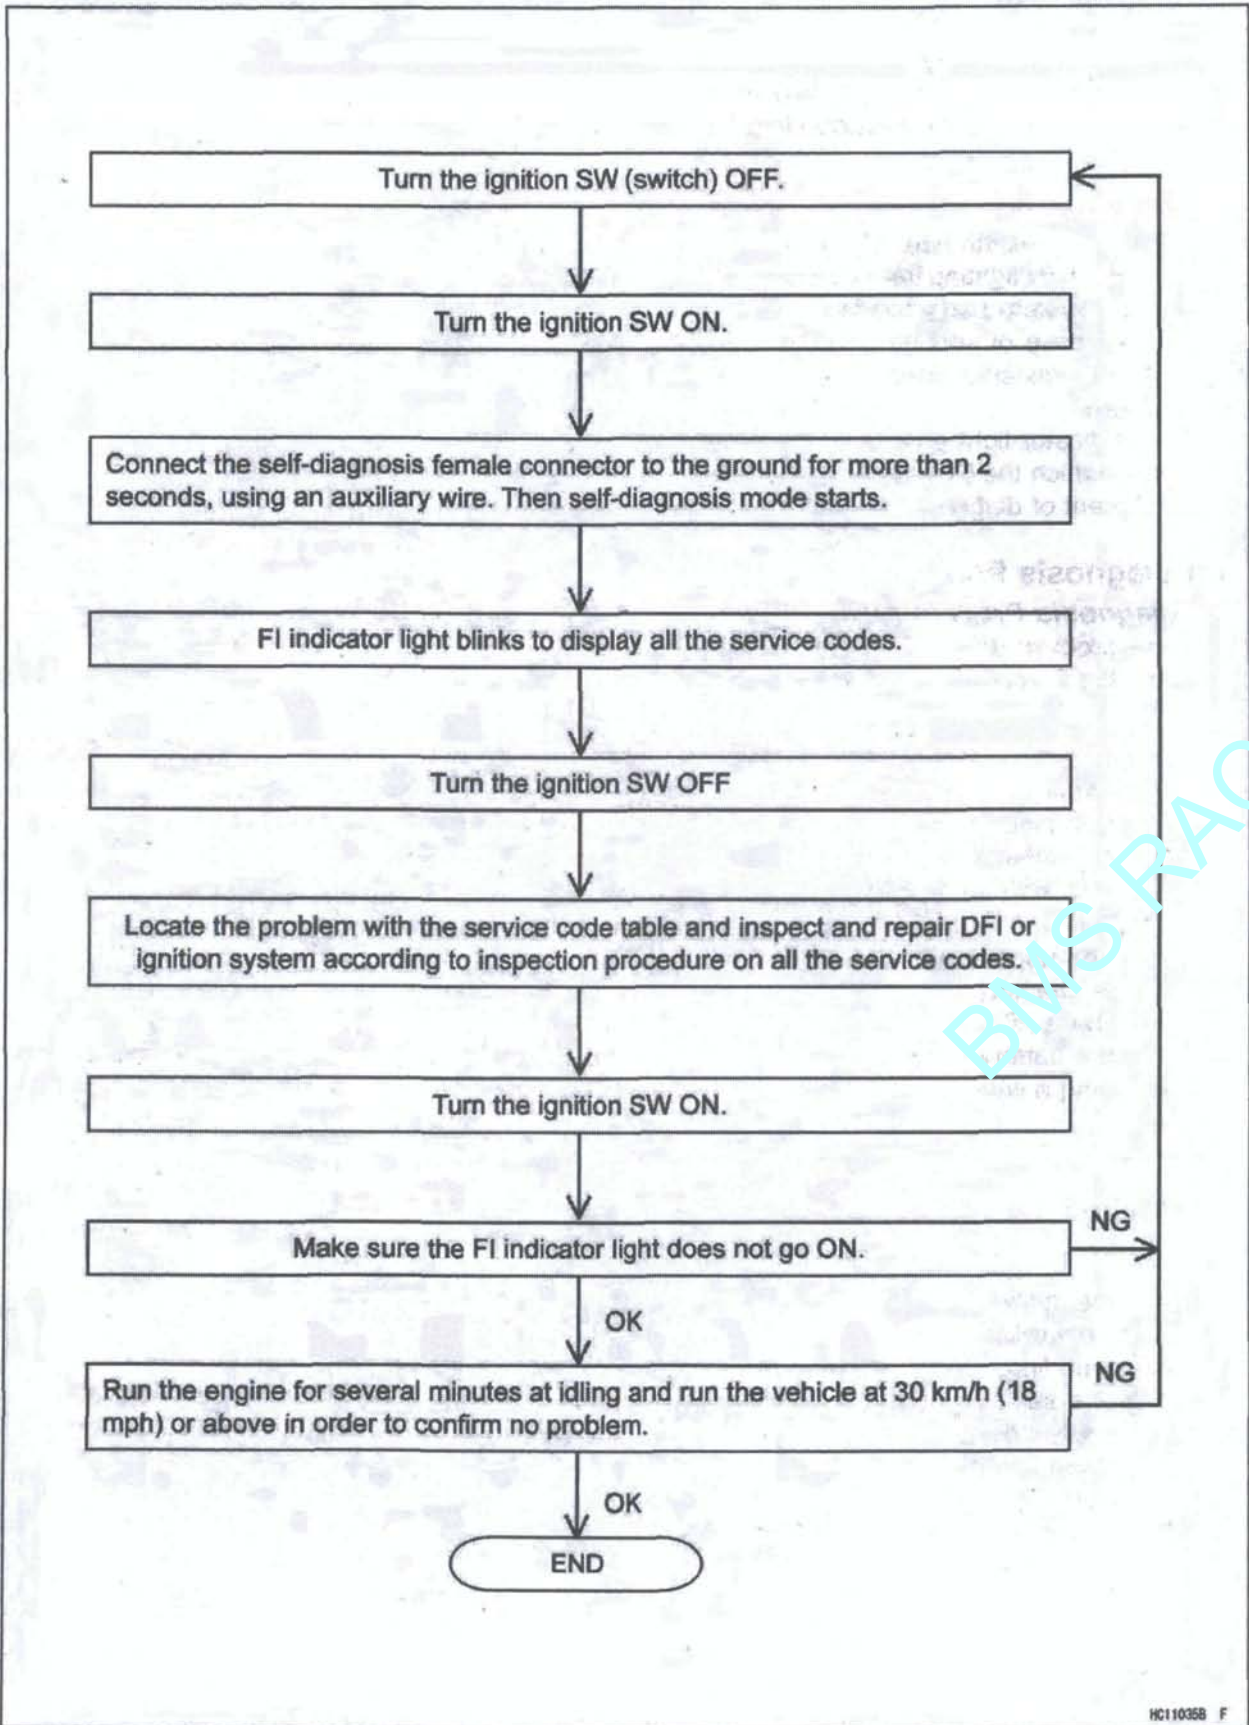 Turn the ignition SW (switch) OFF.
Turn the ignition SW ON.
Connect the self-diagnosis female connector to the ground for more than 2
seconds, using an auxiliary wire. Then self-diagnosis mode starts.
FI indicator light blinks to display all the service codes.
Turn the ignition SW OFF
Locate the problem with the service code table and inspect and repair DFI or
ignition system according to inspection procedure on all the service codes.
Turn the ignition SW ON.
Make sure the FI indicator light does not go ON.
NG
OK
Run the engine for several minutes at idling and run the vehicle at 30 km/h (18
mph) or above in order to confirm no problem.
NG
OK
END
BMS RAC
HC11035B F